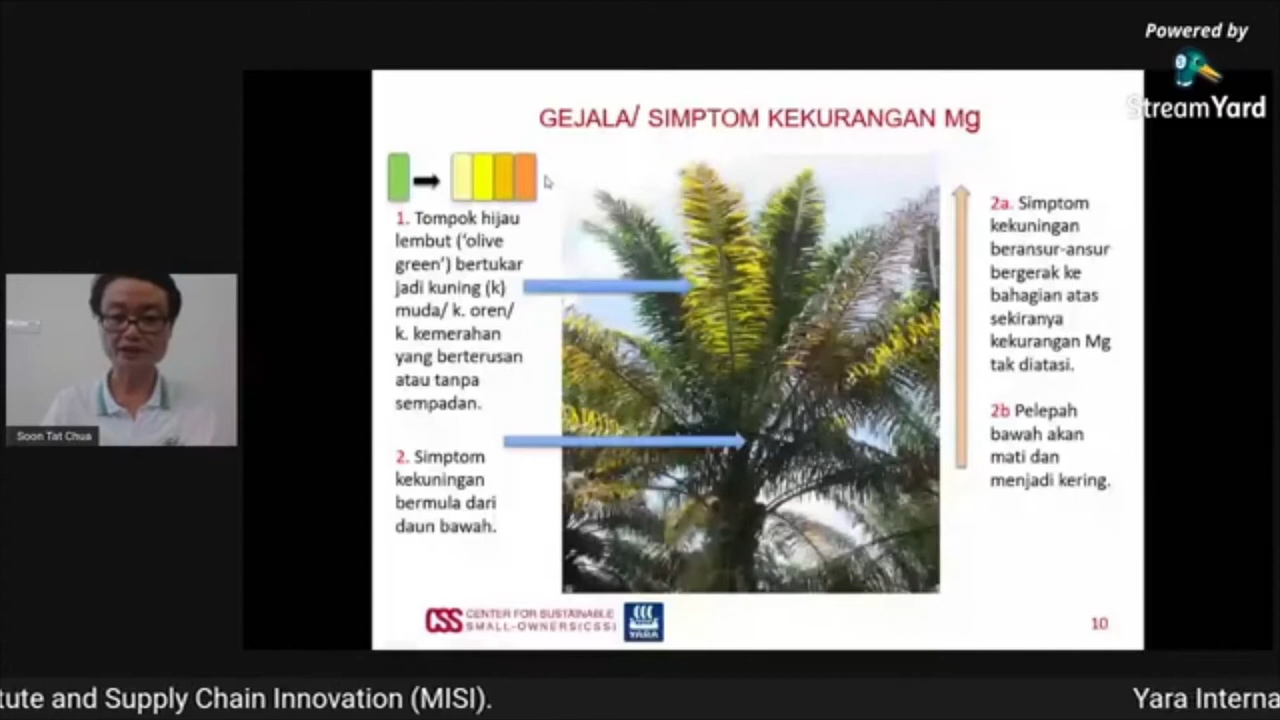 Powered by
StreamYard
GEJALA/ SIMPTOM KEKURANGAN Mg
1. Tompok hijau
lembut (‘olive
green’) bertukar
jadi kuning (k)
muda/ k. oren/
k. kemerahan
yang berterusan
atau tanpa
sempadan.
2. Simptom
kekuningan
bermula dari
daun bawah.
2a. Simptom
kekuningan
beransur-ansur
bergerak ke
bahagian atas
sekiranya
kekurangan Mg
tak diatasi.
2b Pelepah
bawah akan
mati dan
menjadi kering.
Soon Tat Chua
CSS CENTER FOR SUSTAINABLE
SMALL-OWNERS(CSS)
YARA
10
tute and Supply Chain Innovation (MISI).
Yara Interna